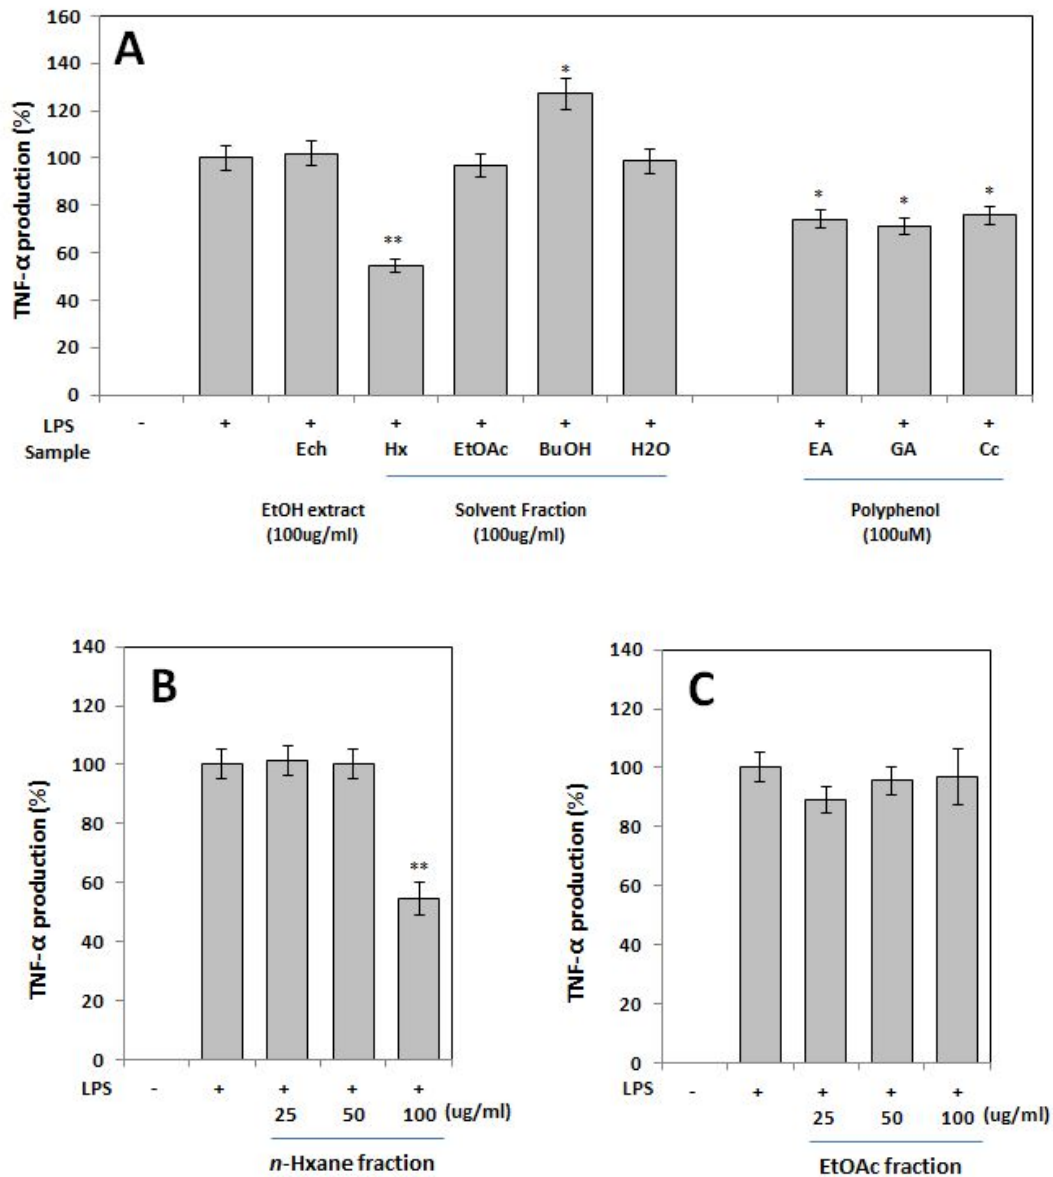 A
TNF-α production (%)
160
140
120
100
80
60
40
20
0
*
**
* * *
LPS - + + + + + + + + +
Sample Ech Hx EtOAc BuOH H2O EA GA Cc
EtOH extract Solvent Fraction Polyphenol
(100ug/ml) (100ug/ml) (100uM)
B
TNF-α production (%)
140
120
100
80
60
40
20
0
**
LPS - + + + +
25 50 100 (ug/ml)
n-Hxane fraction
C
TNF-α production (%)
140
120
100
80
60
40
20
0
LPS - + + + +
25 50 100 (ug/ml)
EtOAc fraction